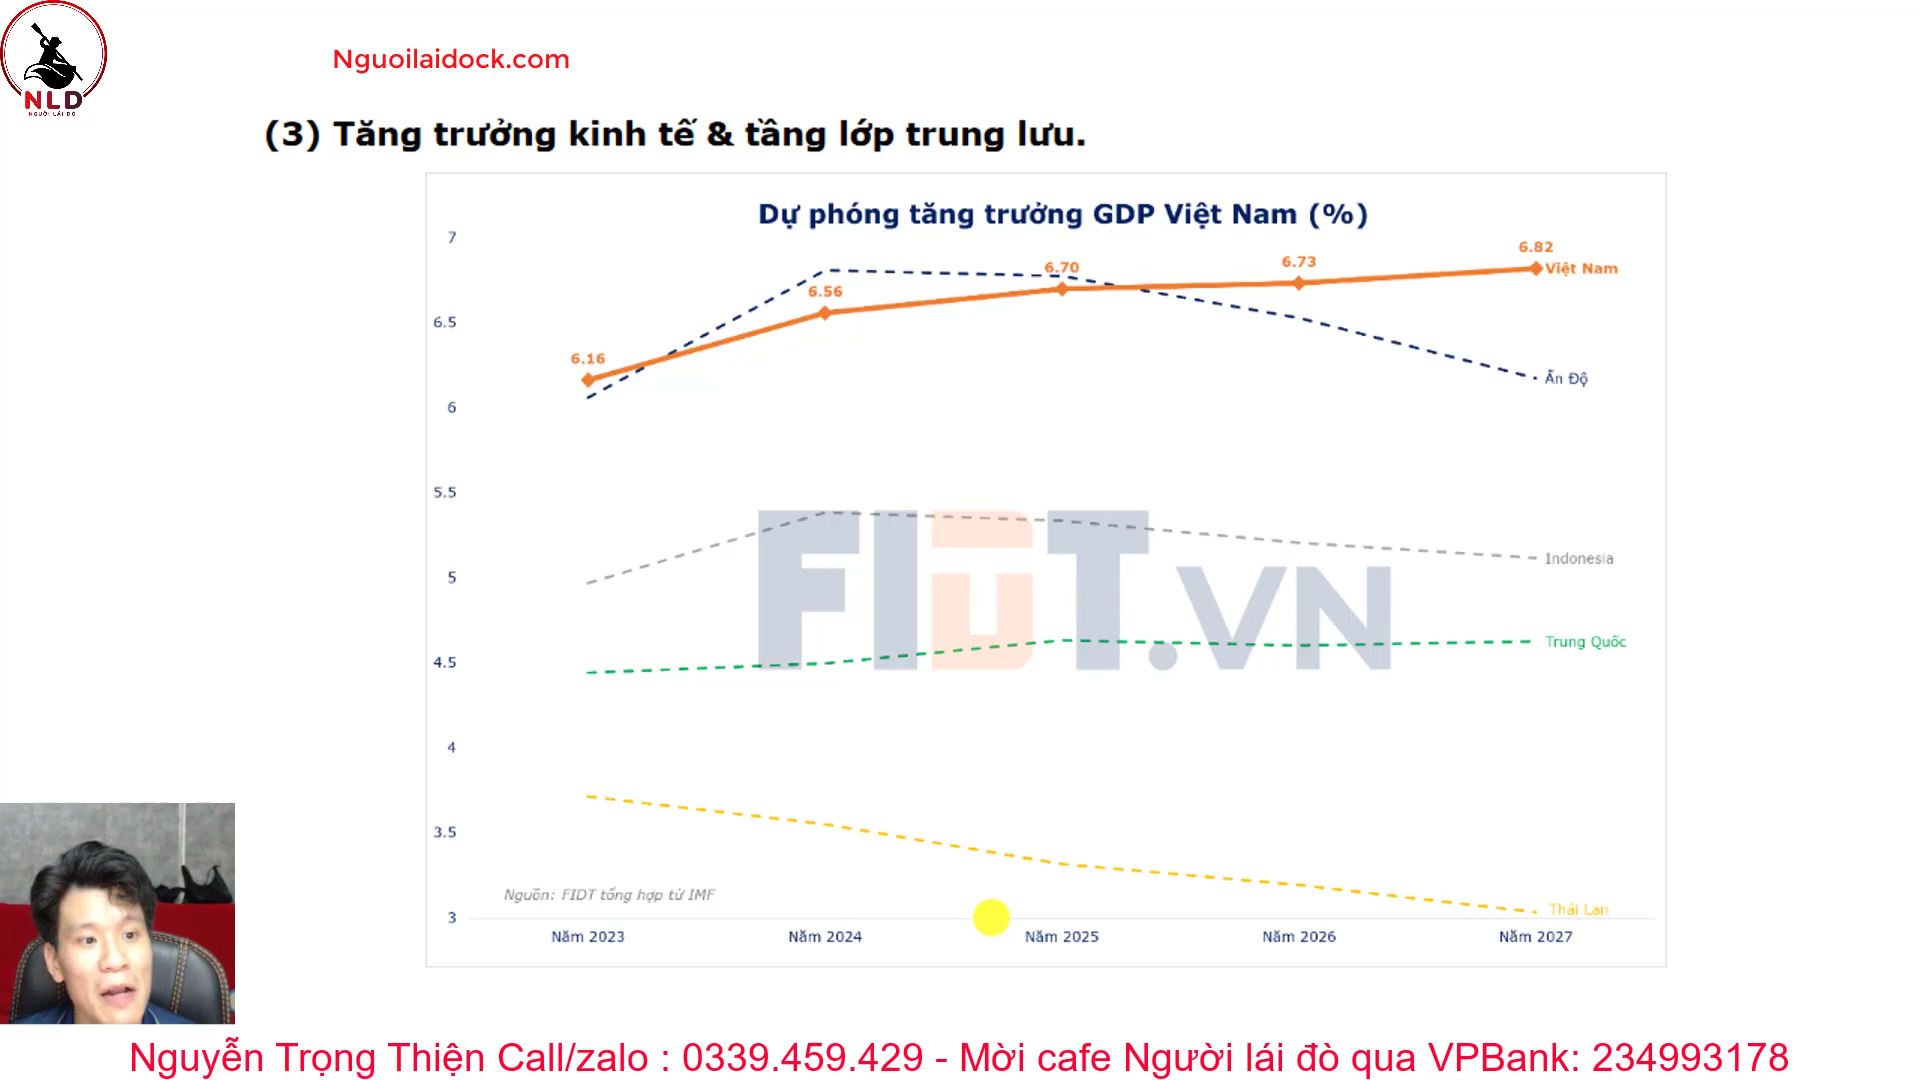 Nguoilaidock.com
NLD
NGƯỜI LÁI ĐÒ
(3) Tăng trưởng kinh tế & tầng lớp trung lưu.
Dự phóng tăng trưởng GDP Việt Nam (%)
7
6.5
6
5.5
5
4.5
4
3.5
3
6.16
6.56
6.70
6.73
6.82
Việt Nam
Ấn Độ
Indonesia
Trung Quốc
Thái Lan
FIDT.VN
Nguồn: FIDT tổng hợp từ IMF
Năm 2023
Năm 2024
Năm 2025
Năm 2026
Năm 2027
Nguyễn Trọng Thiện Call/zalo : 0339.459.429 - Mời cafe Người lái đò qua VPBank: 234993178